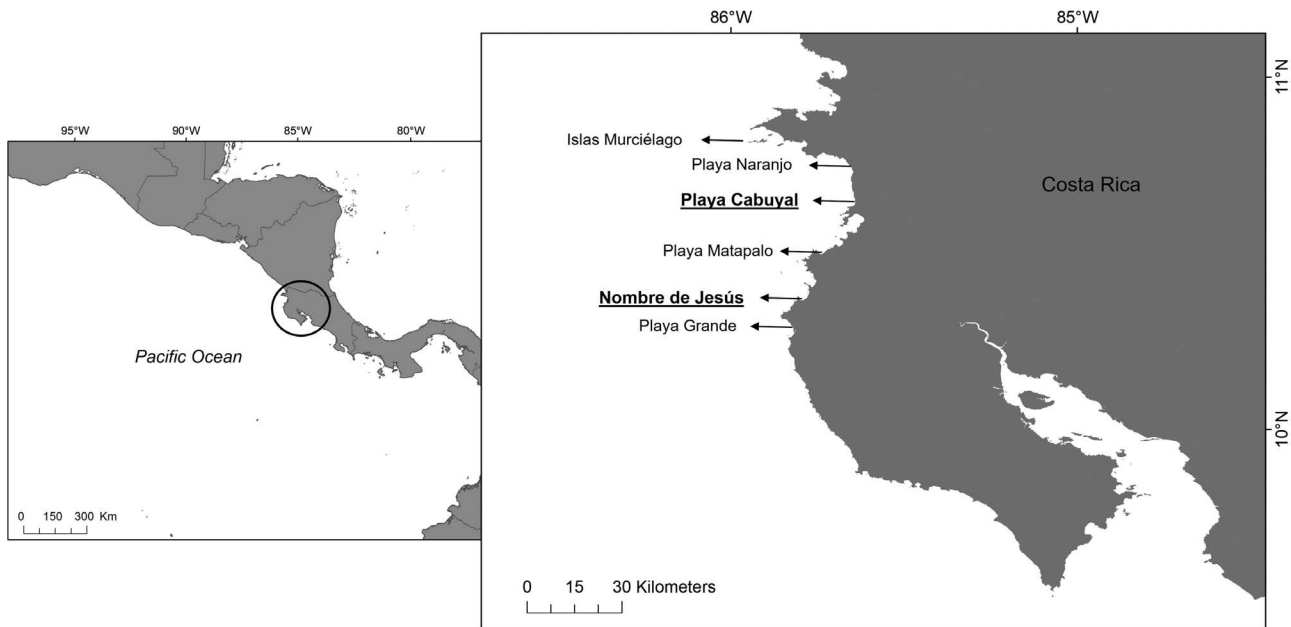 95°W 90°W 85°W 80°W
Pacific Ocean
0 150 300 Km
86°W 85°W
11°N
Islas Murciélago
Playa Naranjo
Costa Rica
Playa Cabuyal
Playa Matapalo
Nombre de Jesús
Playa Grande
10°N
0 15 30 Kilometers